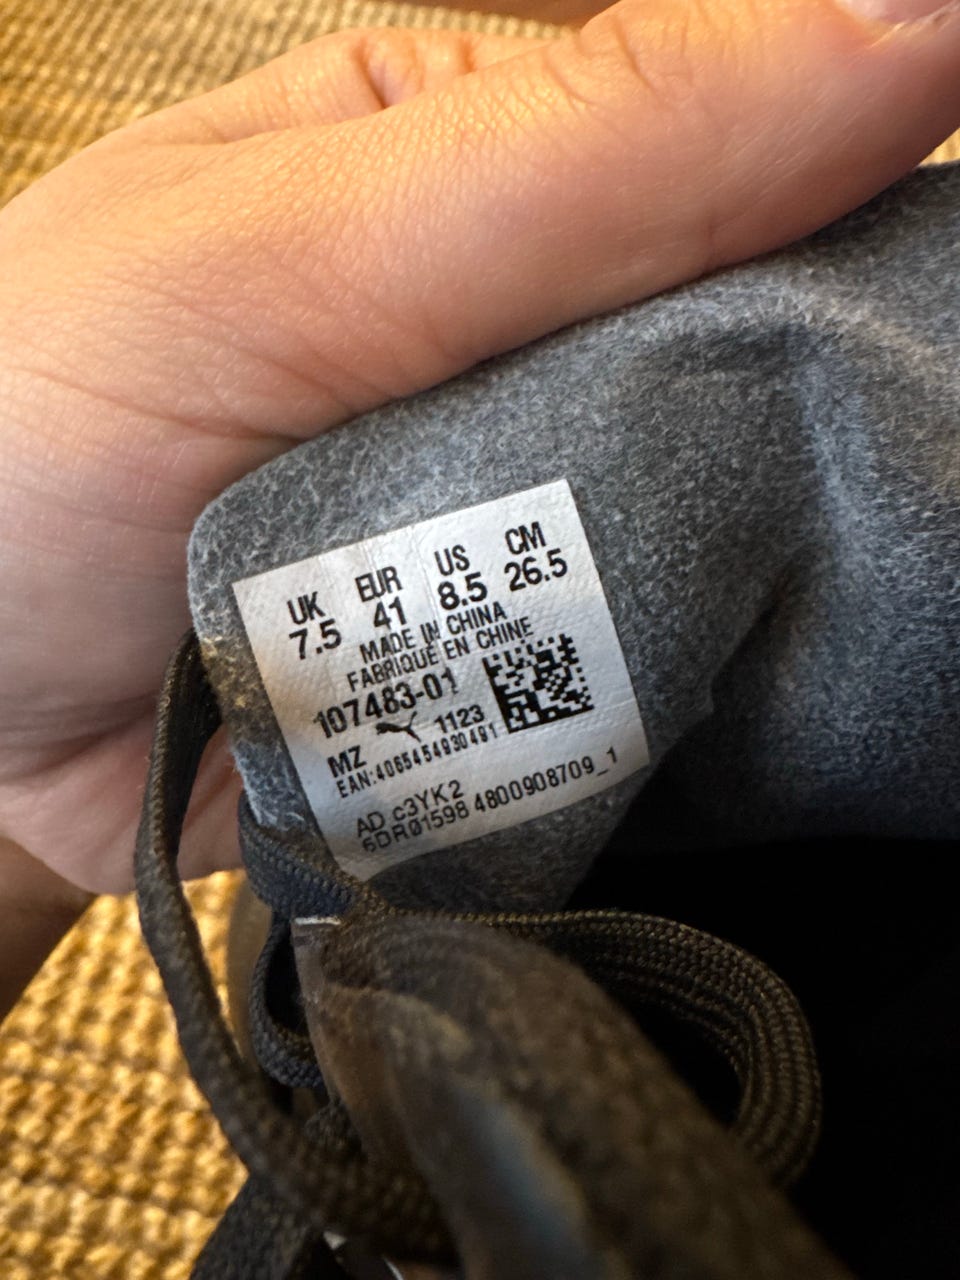 UK EUR US CM
7.5 41 8.5 26.5
MADE IN CHINA
FABRIQUE EN CHINE
107483-01
MZ 1123
EAN:4065454930491
AD c3YK2
6DR01598 4800908709_1